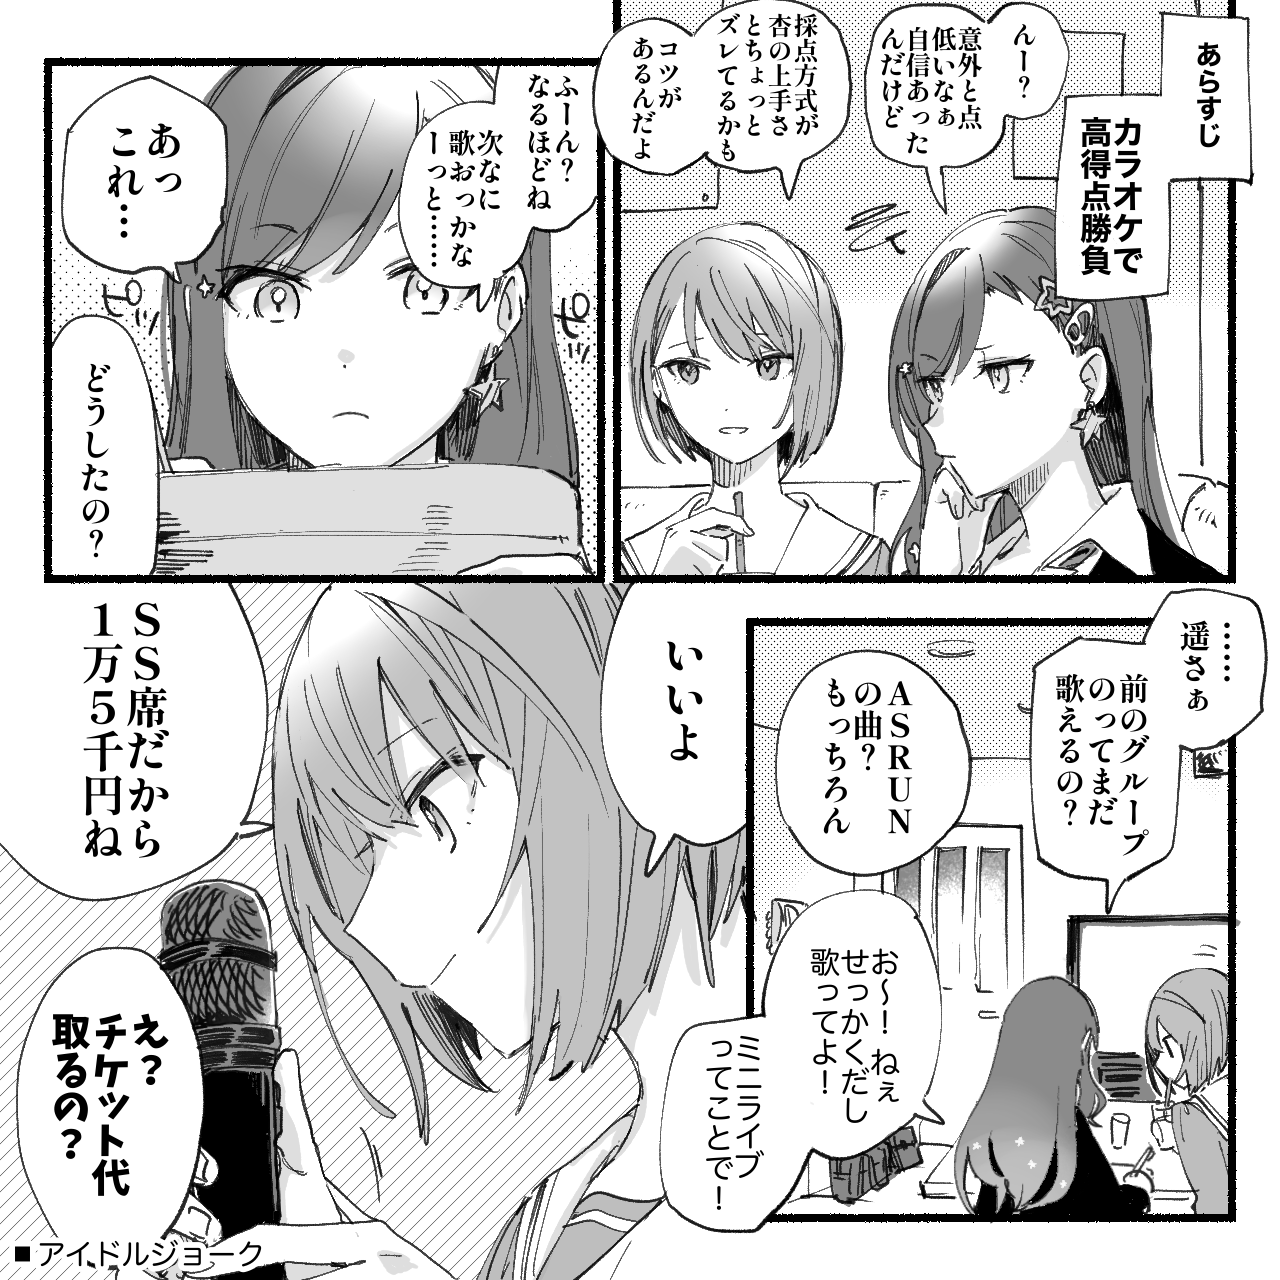 あらすじ
カラオケで
高得点勝負
んー？
意外と点
低いなぁ
自信あった
んだけど
採点方式が
杏の上手さ
とちょっと
ズレてるかも
コツが
あるんだよ
ふーん？
なるほどね
次なに
歌おっかな
ーっと……
ピッ
ピッ
あっ
これ…
どうしたの？
……
遥さぁ
前のグループ
のってまだ
歌えるの？
ＡＳＲＵＮ
の曲？
もっちろん
お～！ねぇ
せっかくだし
歌ってよ！
ミニライブ
ってことで！
いいよ
ＳＳ席だから
１万５千円ね
え？
チケット代
取るの？
■アイドルジョーク